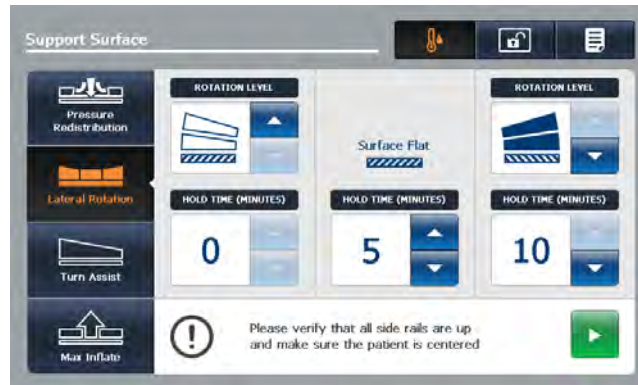 Support Surface
Pressure
Redistribution
Lateral Rotation
Turn Assist
Max Inflate
ROTATION LEVEL
HOLD TIME (MINUTES)
0
Surface Flat
HOLD TIME (MINUTES)
5
ROTATION LEVEL
HOLD TIME (MINUTES)
10
Please verify that all side rails are up
and make sure the patient is centered